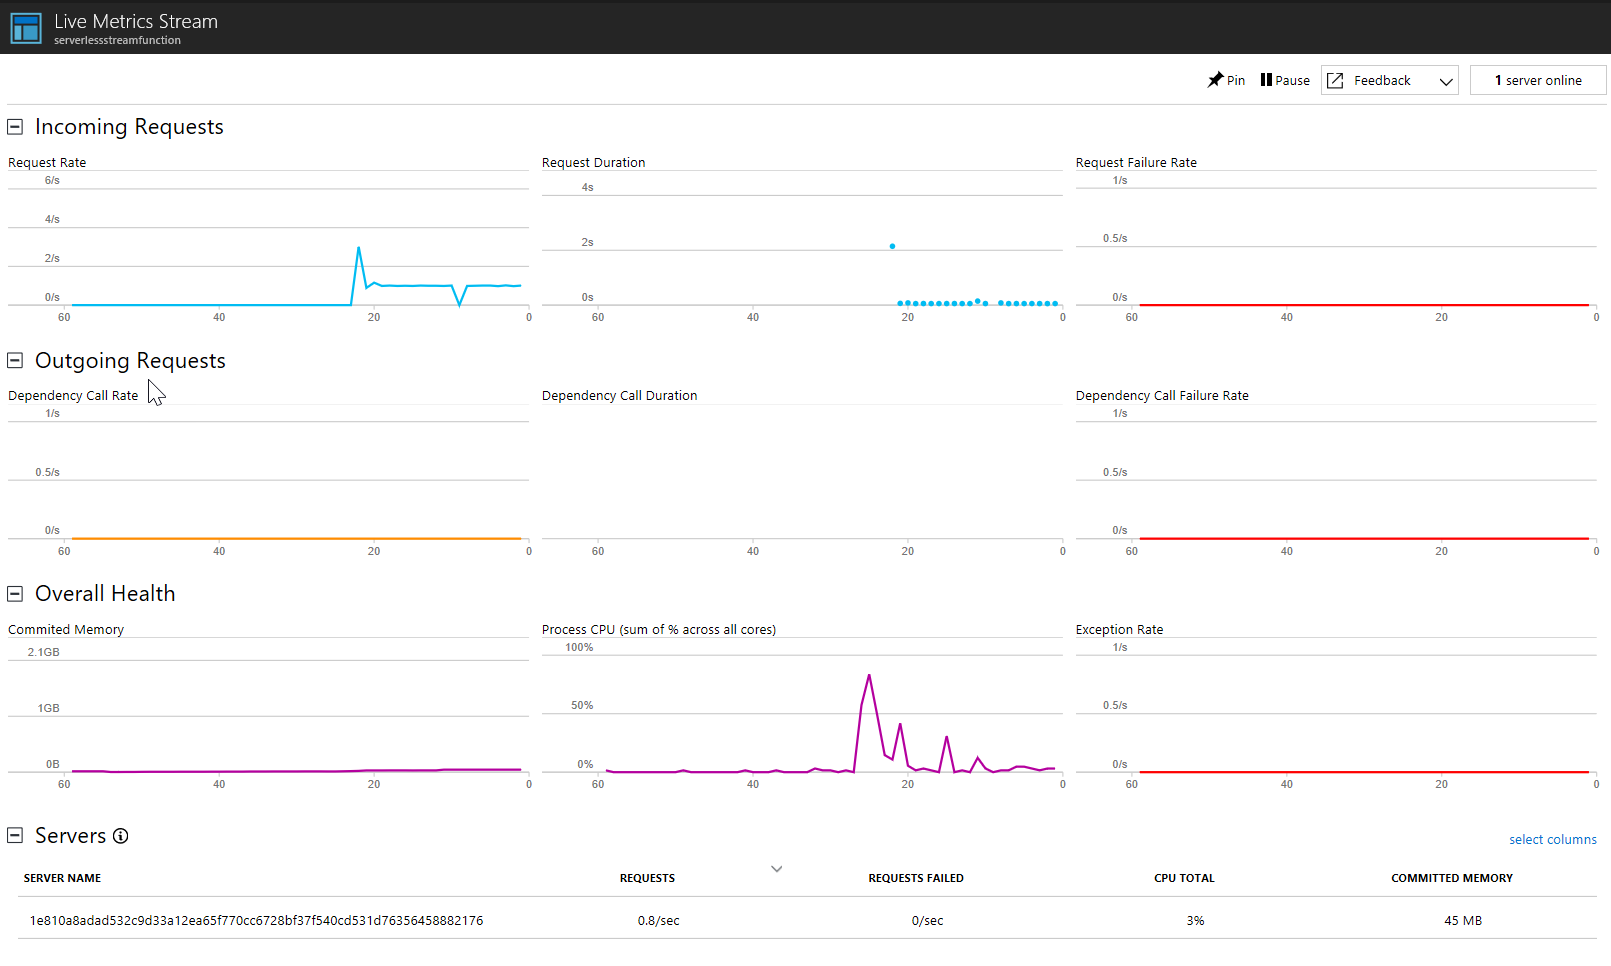 Live Metrics Stream
serverlessstreamfunction
Pin Pause Feedback 1 server online
Incoming Requests
Request Rate
6/s
4/s
2/s
0/s
60 40 20 0
Request Duration
4s
2s
0s
60 40 20 0
Request Failure Rate
1/s
0.5/s
0/s
60 40 20 0
Outgoing Requests
Dependency Call Rate
1/s
0.5/s
0/s
60 40 20 0
Dependency Call Duration
60 40 20 0
Dependency Call Failure Rate
1/s
0.5/s
0/s
60 40 20 0
Overall Health
Commited Memory
2.1GB
1GB
0B
60 40 20 0
Process CPU (sum of % across all cores)
100%
50%
0%
60 40 20 0
Exception Rate
1/s
0.5/s
0/s
60 40 20 0
Servers
select columns
SERVER NAME REQUESTS REQUESTS FAILED CPU TOTAL COMMITTED MEMORY
1e810a8adad532c9d33a12ea65f770cc6728bf37f540cd531d76356458882176 0.8/sec 0/sec 3% 45 MB